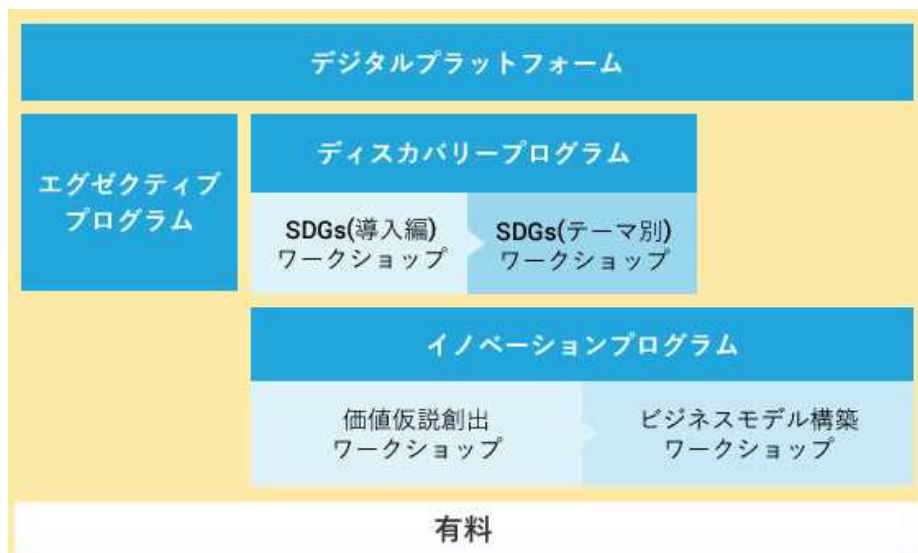 デジタルプラットフォーム
エグゼクティブ
プログラム
ディスカバリープログラム
SDGs(導入編)
ワークショップ
SDGs(テーマ別)
ワークショップ
イノベーションプログラム
価値仮説創出
ワークショップ
ビジネスモデル構築
ワークショップ
有料